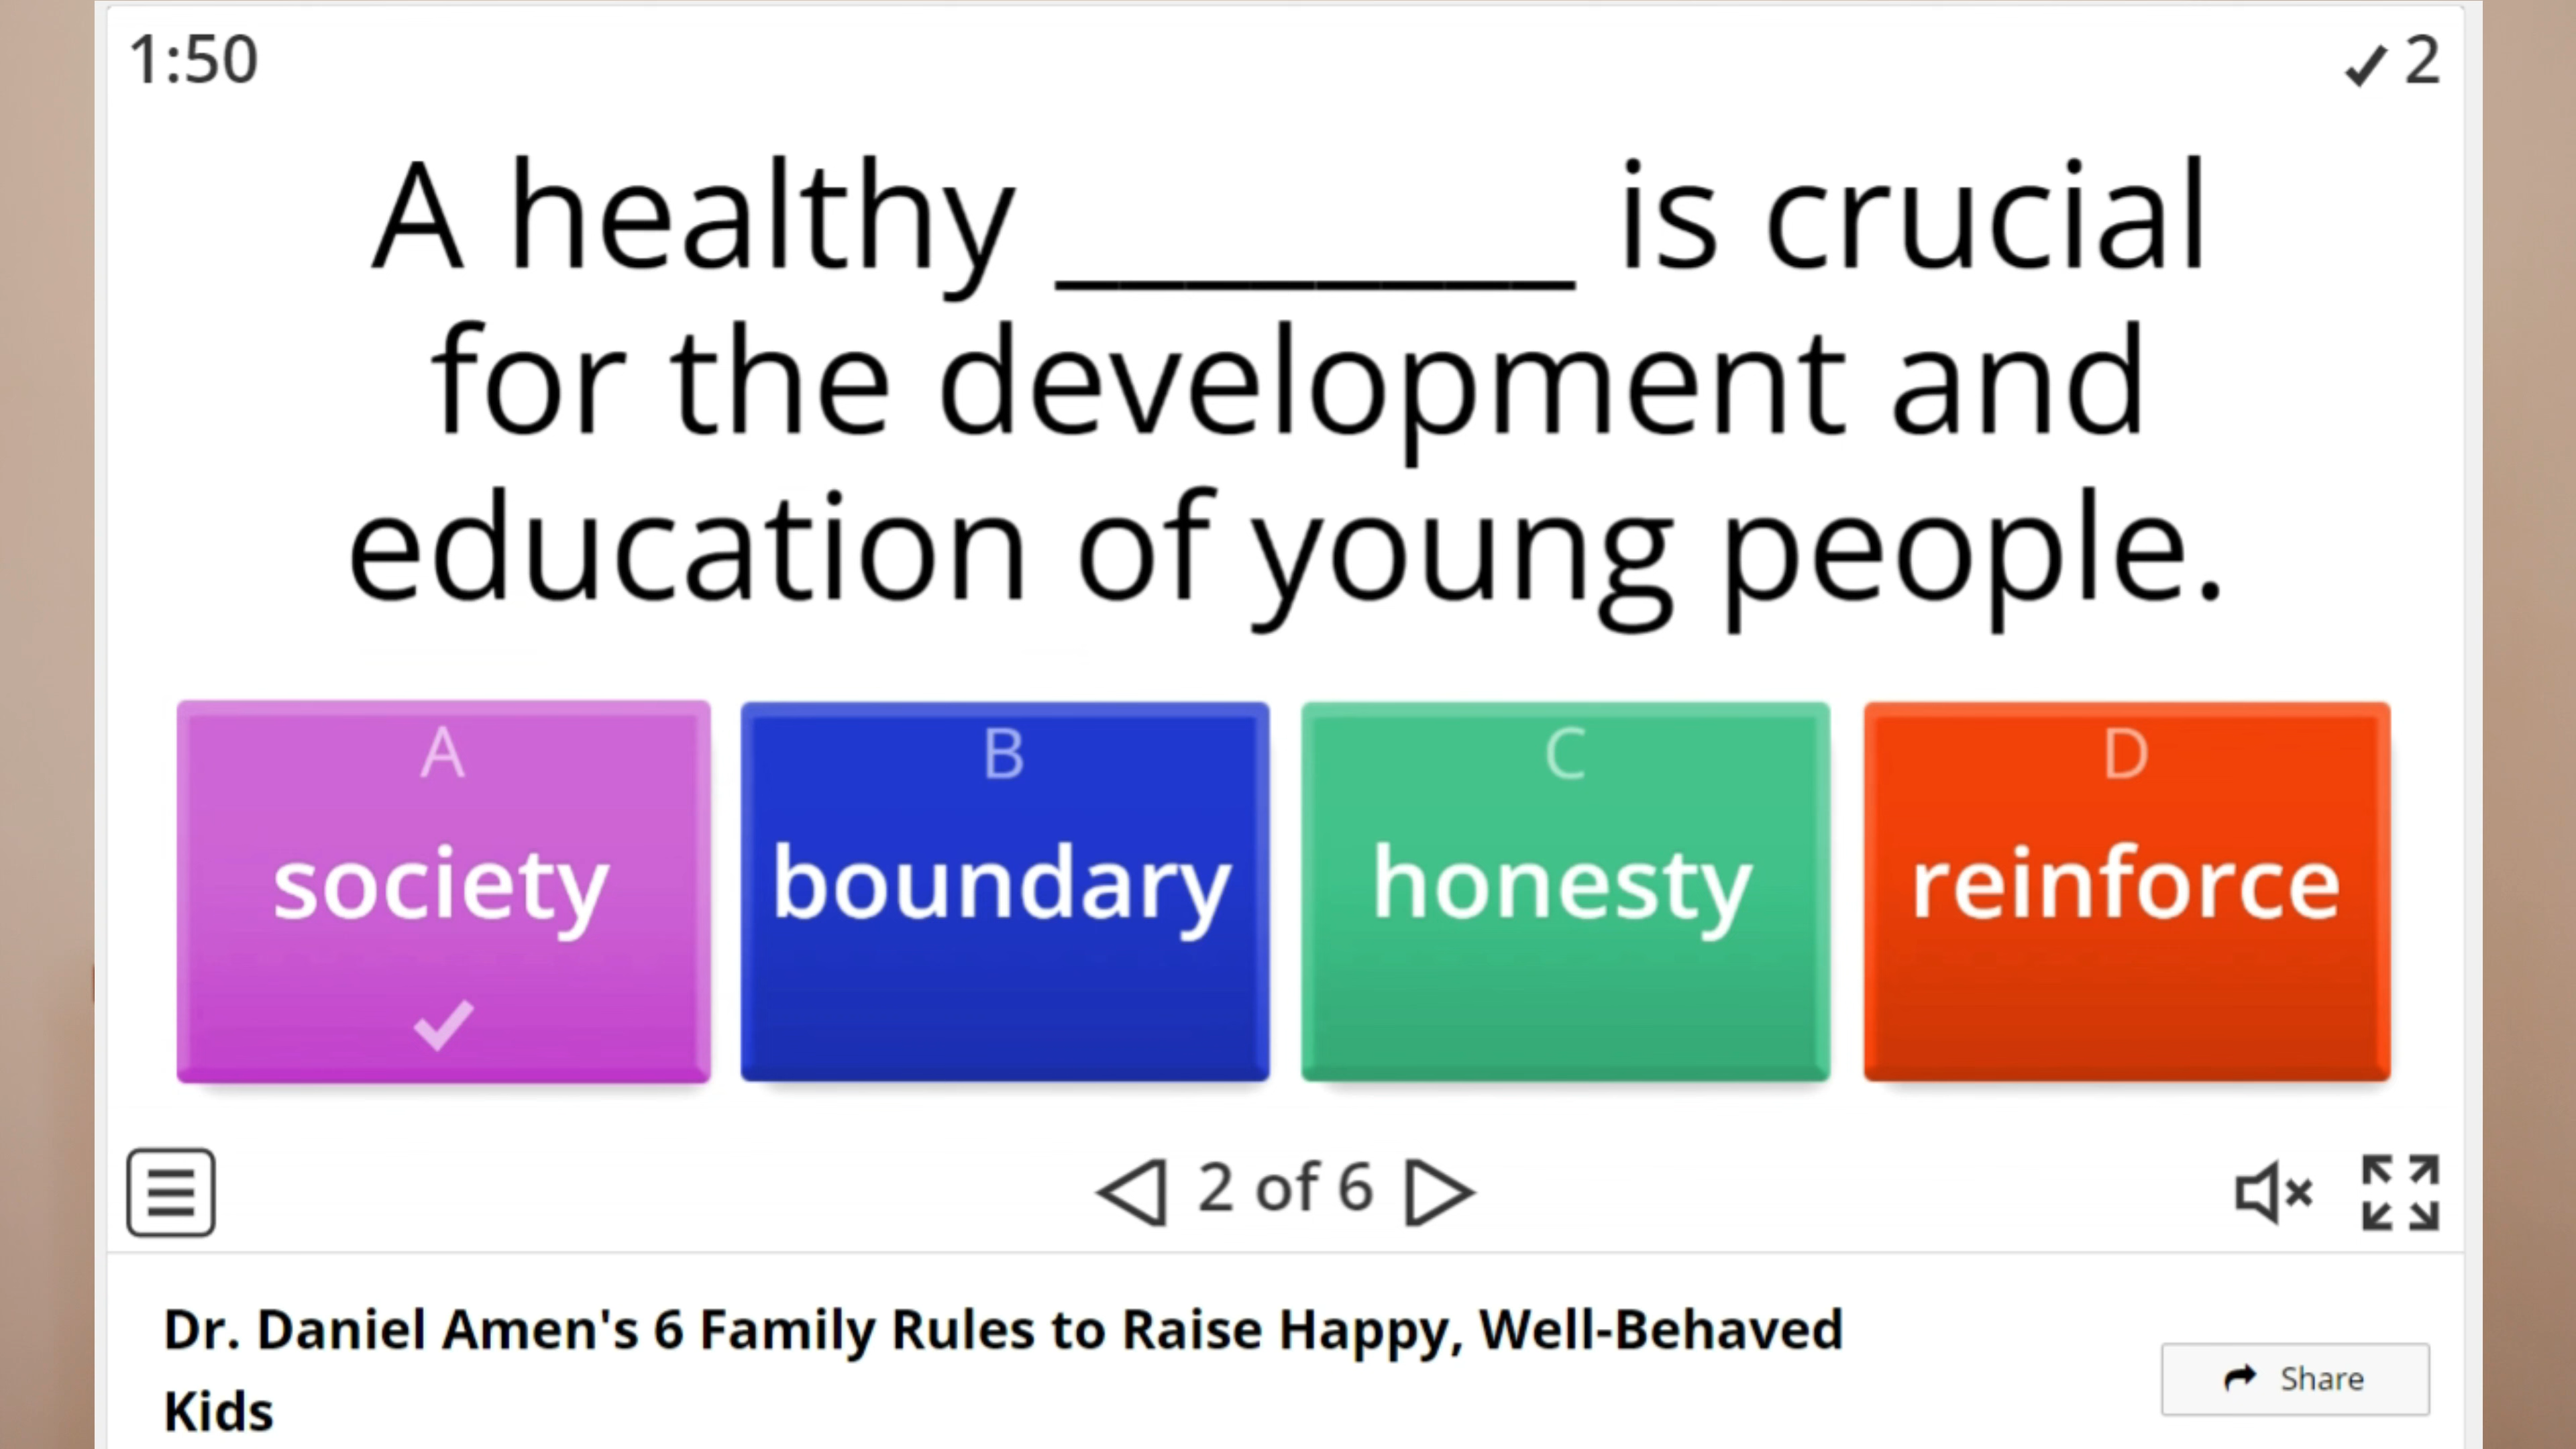 1:50
2
A healthy ________ is crucial
for the development and
education of young people.
A
B
C
D
society
boundary
honesty
reinforce
2 of 6
Dr. Daniel Amen's 6 Family Rules to Raise Happy, Well-Behaved
Kids
Share